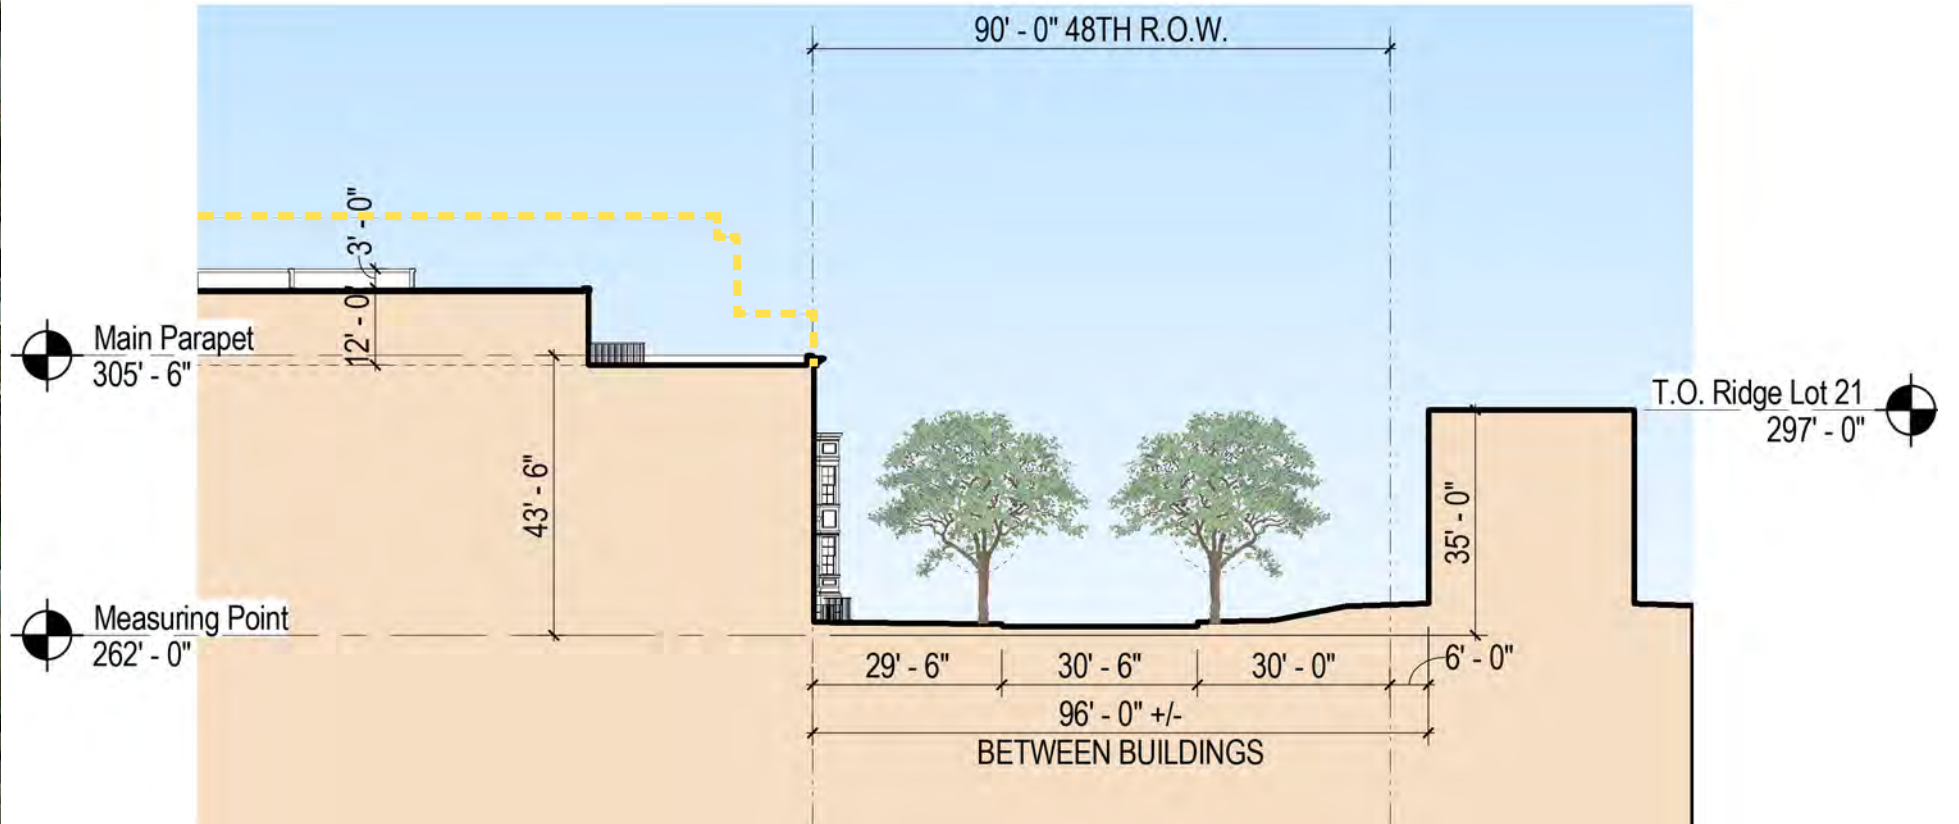 90' - 0" 48TH R.O.W.
3' - 0"
12' - 0"
Main Parapet
305' - 6"
T.O. Ridge Lot 21
297' - 0"
43' - 6"
35' - 0"
Measuring Point
262' - 0"
29' - 6"
30' - 6"
30' - 0"
6' - 0"
96' - 0" +/-
BETWEEN BUILDINGS